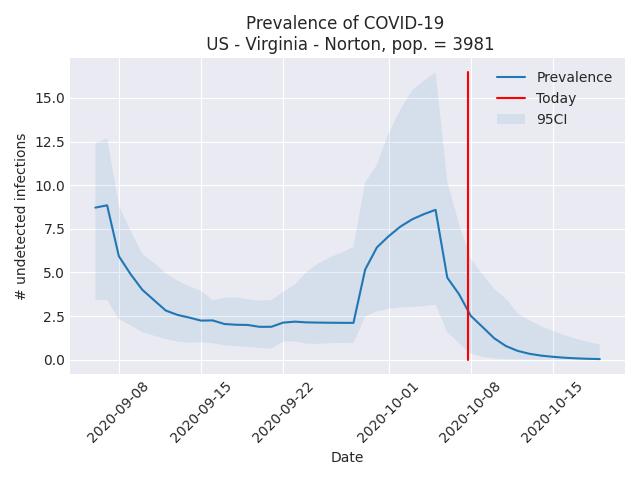 Prevalence of COVID-19
US - Virginia - Norton, pop. = 3981
Prevalence
Today
95CI
# undetected infections
15.0
12.5
10.0
7.5
5.0
2.5
0.0
2020-09-08
2020-09-15
2020-09-22
2020-10-01
2020-10-08
2020-10-15
Date